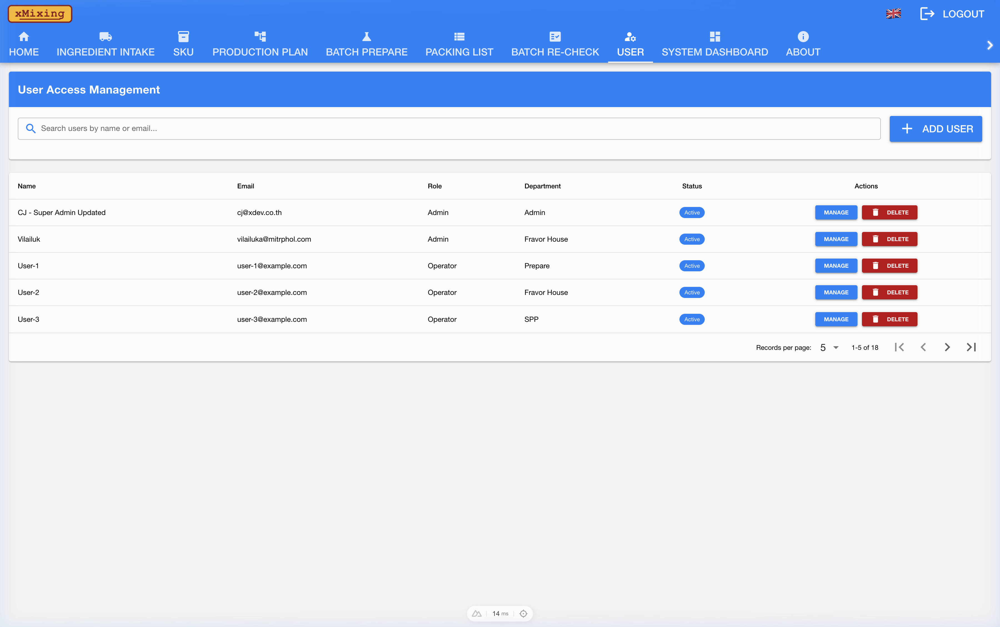 xMixing
LOGOUT
HOME INGREDIENT INTAKE SKU PRODUCTION PLAN BATCH PREPARE PACKING LIST BATCH RE-CHECK USER SYSTEM DASHBOARD ABOUT
User Access Management
Search users by name or email...
ADD USER
Name Email Role Department Status Actions
CJ - Super Admin Updated cj@xdev.co.th Admin Admin Active MANAGE DELETE
Vilailuk vilailuka@mitrphol.com Admin Fravor House Active MANAGE DELETE
User-1 user-1@example.com Operator Prepare Active MANAGE DELETE
User-2 user-2@example.com Operator Fravor House Active MANAGE DELETE
User-3 user-3@example.com Operator SPP Active MANAGE DELETE
Records per page: 5 1-5 of 18
14 ms